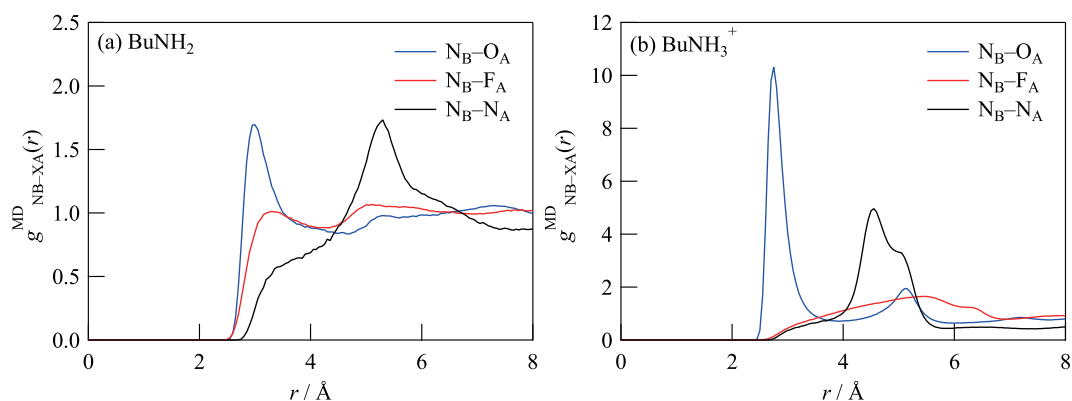 (a) BuNH₂
N_B–O_A
N_B–F_A
N_B–N_A
2.5
2.0
1.5
1.0
0.5
0.0
g^MD_NB–XA(r)
0 2 4 6 8
r / Å
(b) BuNH₃⁺
N_B–O_A
N_B–F_A
N_B–N_A
12
10
8
6
4
2
0
g^MD_NB–XA(r)
0 2 4 6 8
r / Å